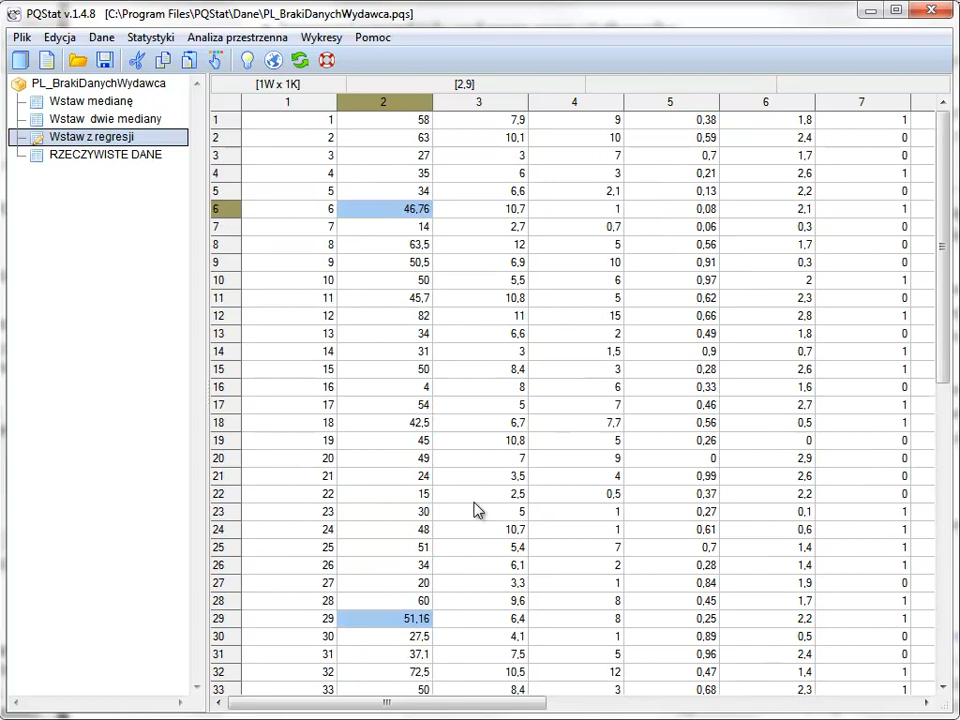 PQStat v.1.4.8 [C:\Program Files\PQStat\Dane\PL_BrakiDanychWydawca.pqs]
Plik Edycja Dane Statystyki Analiza przestrzenna Wykresy Pomoc
PL_BrakiDanychWydawca
Wstaw medianę
Wstaw dwie mediany
Wstaw z regresji
RZECZYWISTE DANE
[1W x 1K] [2,9]
1 2 3 4 5 6 7
1 1 58 7,9 9 0,38 1,8 1
2 2 63 10,1 10 0,59 2,4 0
3 3 27 3 7 0,7 1,7 0
4 4 35 6 3 0,21 2,6 1
5 5 34 6,6 2,1 0,13 2,2 0
6 6 46,76 10,7 1 0,08 2,1 1
7 7 14 2,7 0,7 0,06 0,3 0
8 8 63,5 12 5 0,56 1,7 0
9 9 50,5 6,9 10 0,91 0,3 0
10 10 50 5,5 6 0,97 2 1
11 11 45,7 10,8 5 0,62 2,3 0
12 12 82 11 15 0,66 2,8 1
13 13 34 6,6 2 0,49 1,8 0
14 14 31 3 1,5 0,9 0,7 1
15 15 50 8,4 3 0,28 2,6 1
16 16 4 8 6 0,33 1,6 0
17 17 54 5 7 0,46 2,7 1
18 18 42,5 6,7 7,7 0,56 0,5 1
19 19 45 10,8 5 0,26 0 0
20 20 49 7 9 0 2,9 0
21 21 24 3,5 4 0,99 2,6 0
22 22 15 2,5 0,5 0,37 2,2 0
23 23 30 5 1 0,27 0,1 1
24 24 48 10,7 1 0,61 0,6 1
25 25 51 5,4 7 0,7 1,4 1
26 26 34 6,1 2 0,28 1,4 1
27 27 20 3,3 1 0,84 1,9 0
28 28 60 9,6 8 0,45 1,7 1
29 29 51,16 6,4 8 0,25 2,2 1
30 30 27,5 4,1 1 0,89 0,5 0
31 31 37,1 7,5 5 0,96 2,4 0
32 32 72,5 10,5 12 0,47 1,4 1
33 33 50 8,4 3 0,68 2,3 1